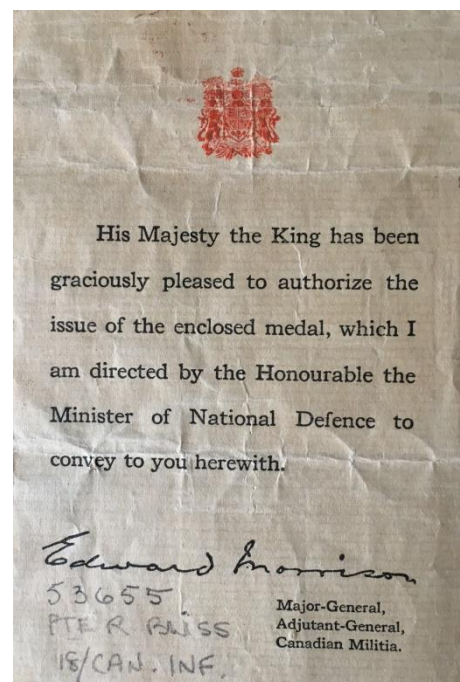 His Majesty the King has been
graciously pleased to authorize the
issue of the enclosed medal, which I
am directed by the Honourable the
Minister of National Defence to
convey to you herewith.
Edward Morrison
53655
Major-General,
PTE R BLISS
Adjutant-General,
Canadian Militia.
18/CAN. INF.